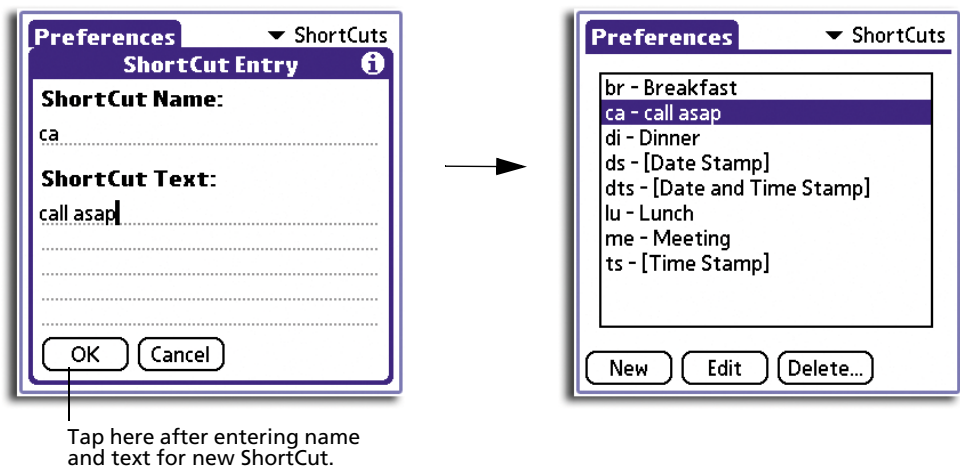 Preferences
ShortCuts
ShortCut Entry
ShortCut Name:
ca
ShortCut Text:
call asap
OK
Cancel
Tap here after entering name
and text for new ShortCut.
Preferences
ShortCuts
br - Breakfast
ca - call asap
di - Dinner
ds - [Date Stamp]
dts - [Date and Time Stamp]
lu - Lunch
me - Meeting
ts - [Time Stamp]
New
Edit
Delete...